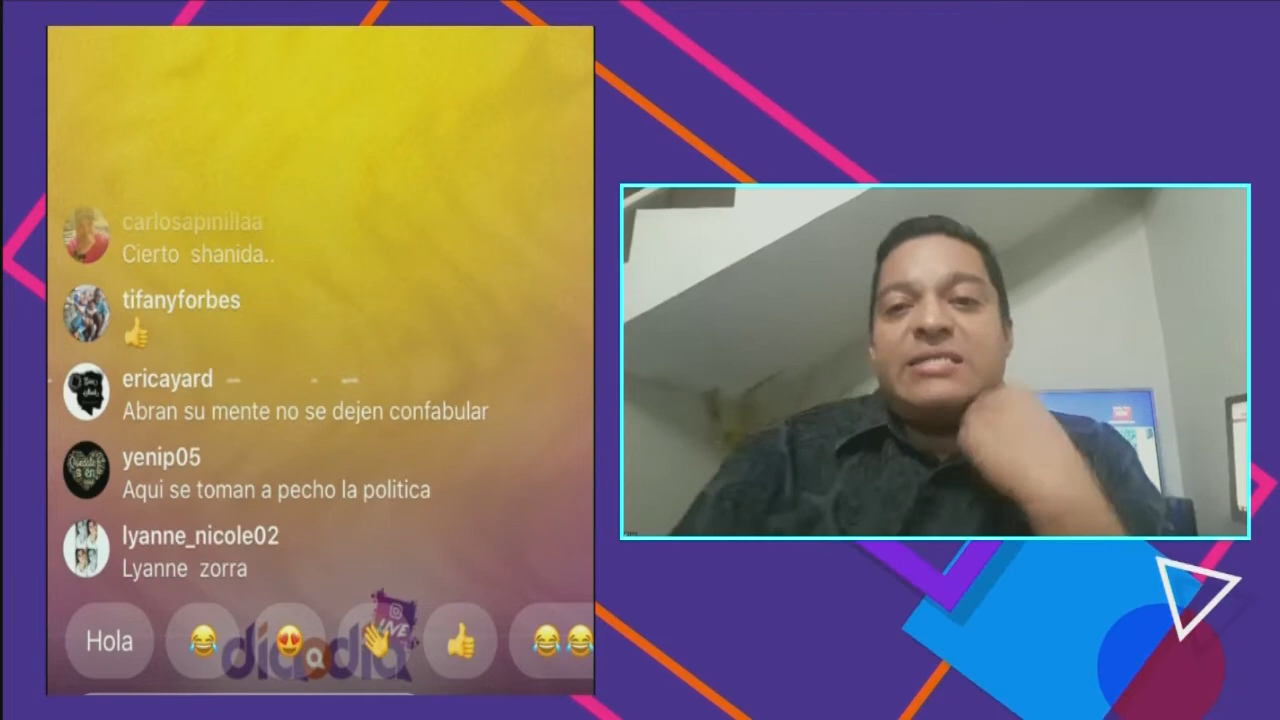 carlosapinillaa
Cierto shanida..
tifanyforbes
ericayard
Abran su mente no se dejen confabular
yenip05
Aqui se toman a pecho la politica
lyanne_nicole02
Lyanne zorra
Hola
LIVE
díadía